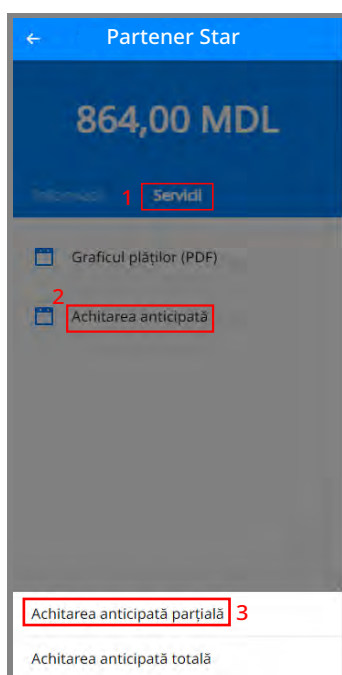 Partener Star
864,00 MDL
Informații 1 Servicii
Graficul plăților (PDF)
2
Achitarea anticipată
Achitarea anticipată parțială 3
Achitarea anticipată totală